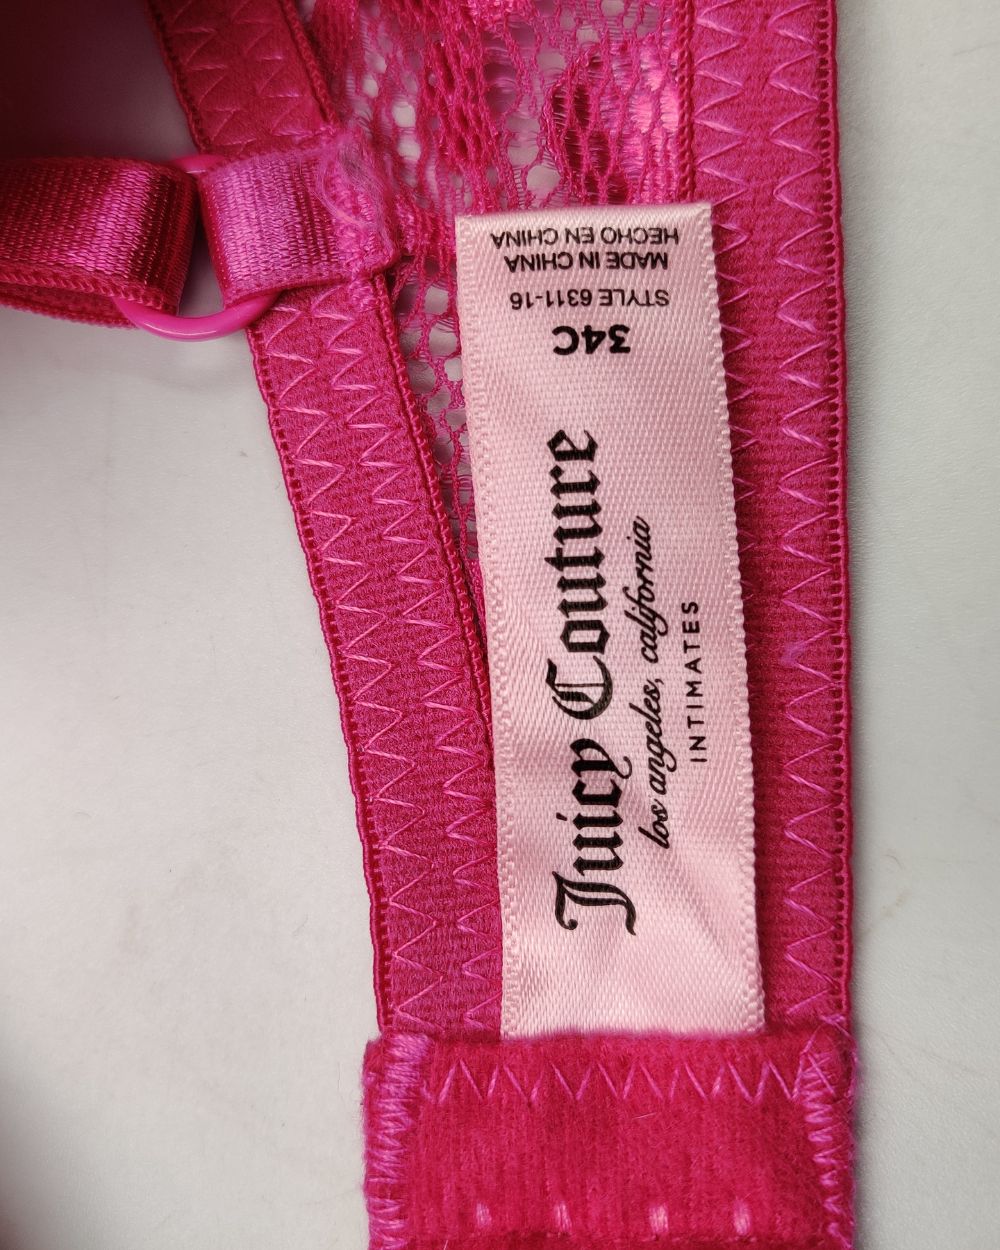 Juicy Couture
los angeles, california
INTIMATES
34C
STYLE 6311-16
MADE IN CHINA
HECHO EN CHINA